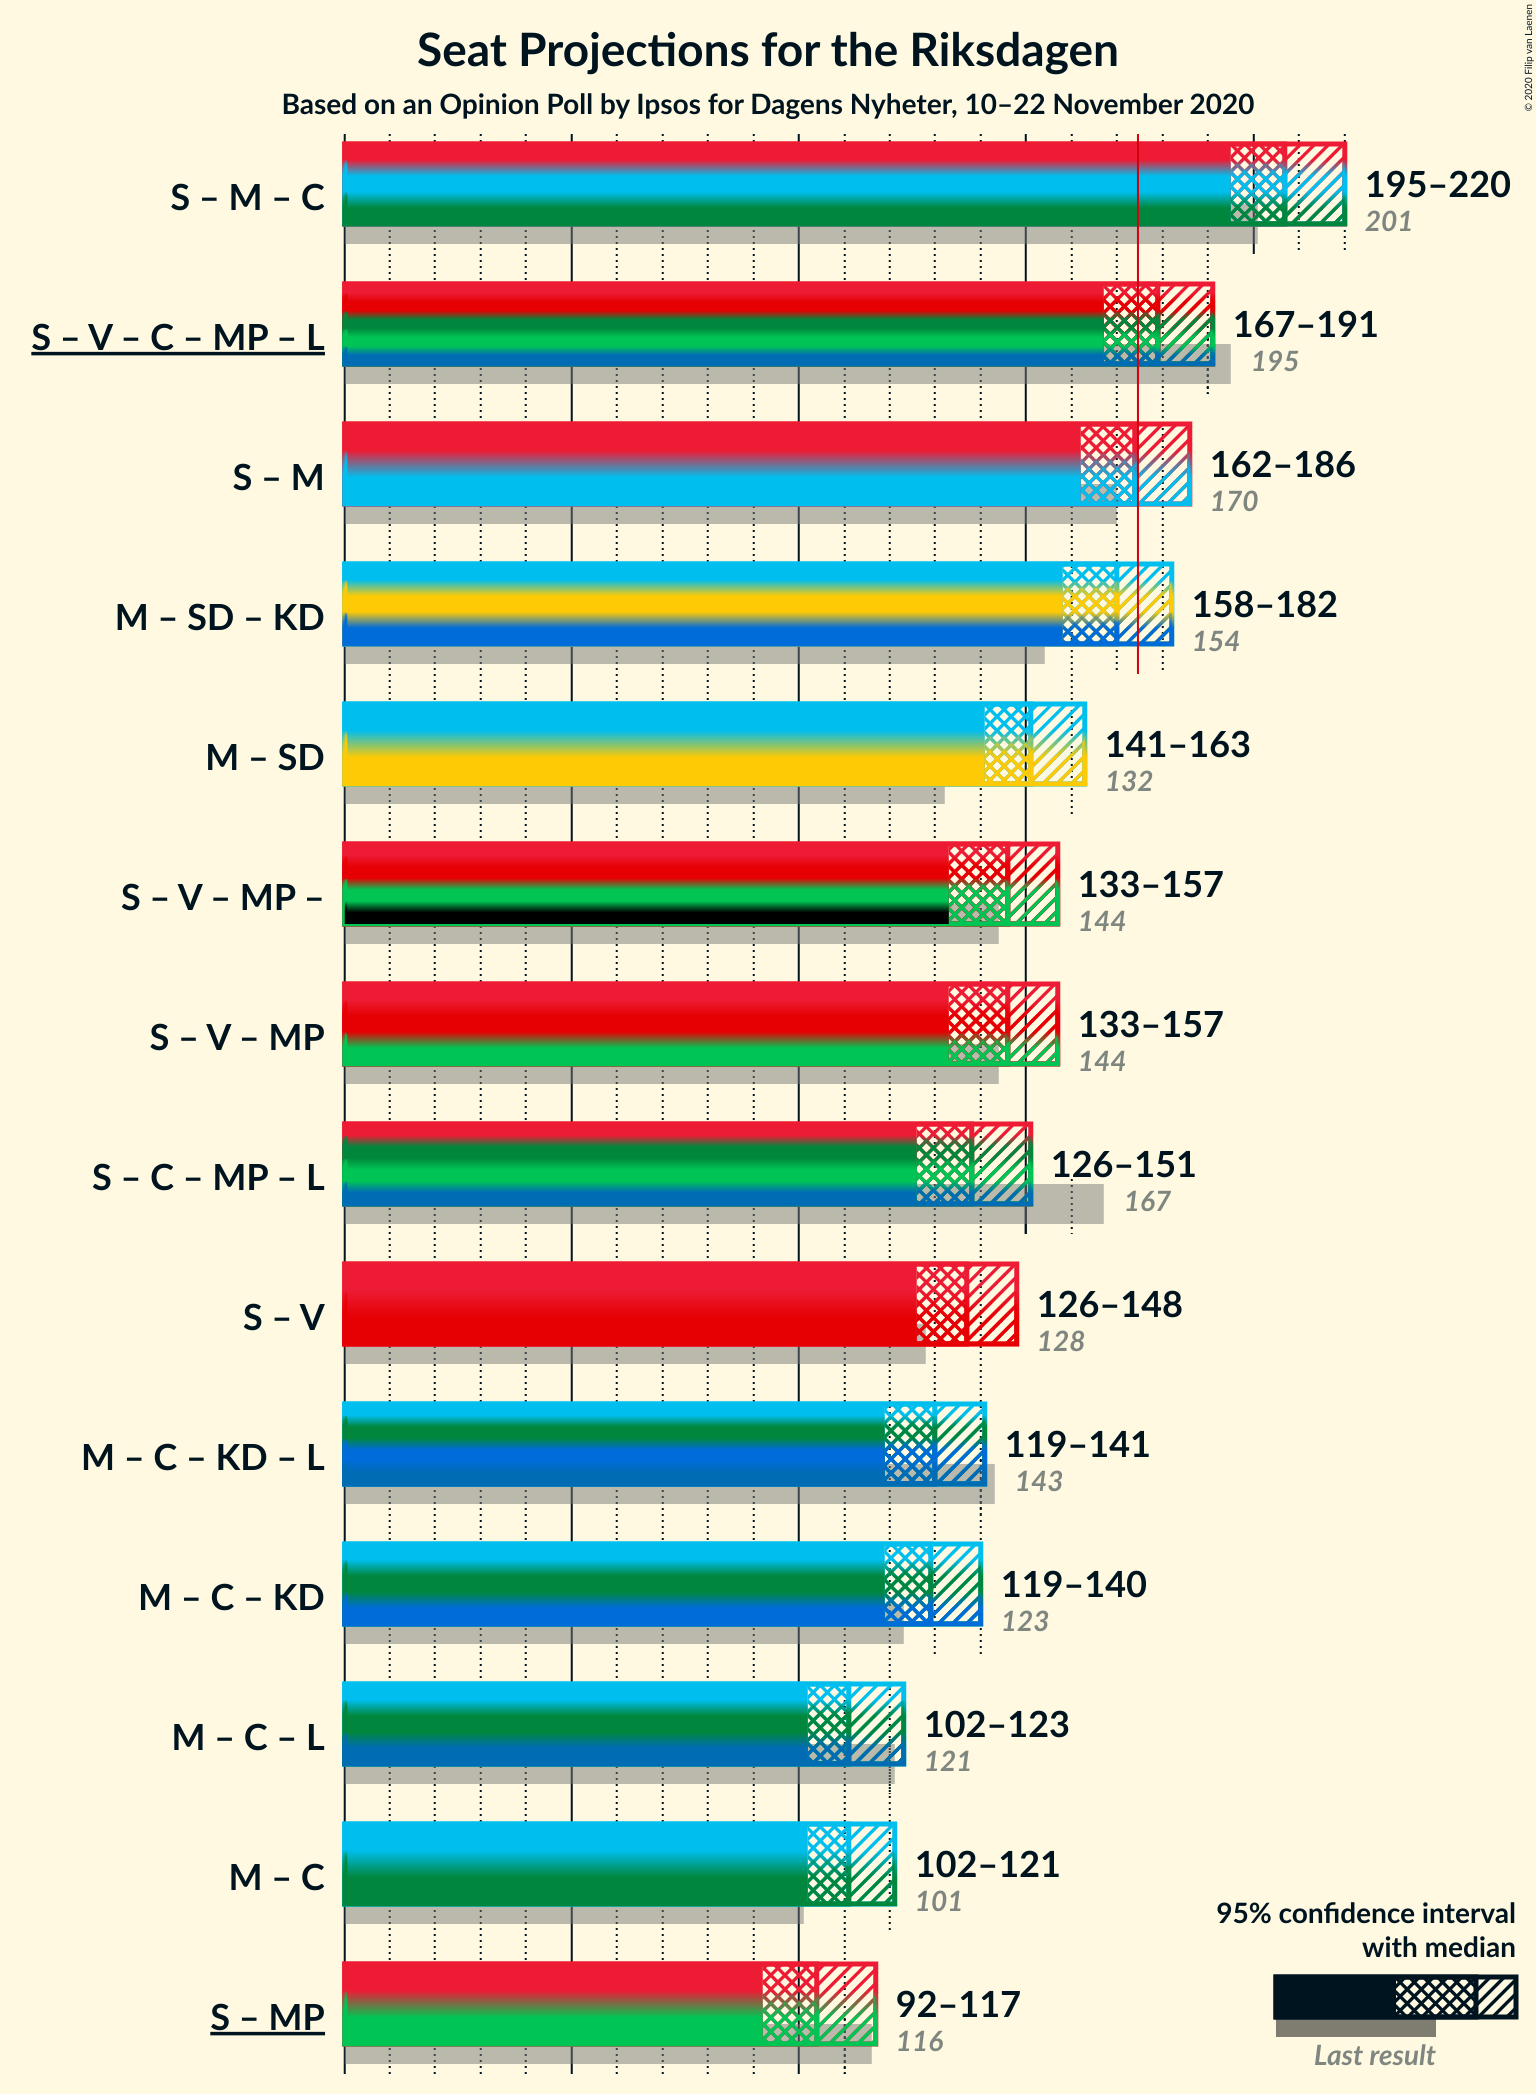 Seat Projections for the Riksdagen
Based on an Opinion Poll by Ipsos for Dagens Nyheter, 10–22 November 2020
© 2020 Filip van Laenen
S – M – C
195–220
201
S – V – C – MP – L
167–191
195
S – M
162–186
170
M – SD – KD
158–182
154
M – SD
141–163
132
S – V – MP –
133–157
144
S – V – MP
133–157
144
S – C – MP – L
126–151
167
S – V
126–148
128
M – C – KD – L
119–141
143
M – C – KD
119–140
123
M – C – L
102–123
121
M – C
102–121
101
S – MP
92–117
116
95% confidence interval
with median
Last result